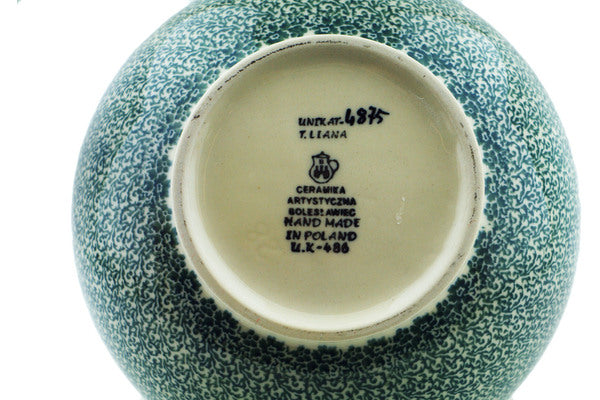 UNIKAT-4875
T.LIANA
CERAMIKA
ARTYSTYCZNA
BOLESŁAWIEC
HAND MADE
IN POLAND
U.K-486